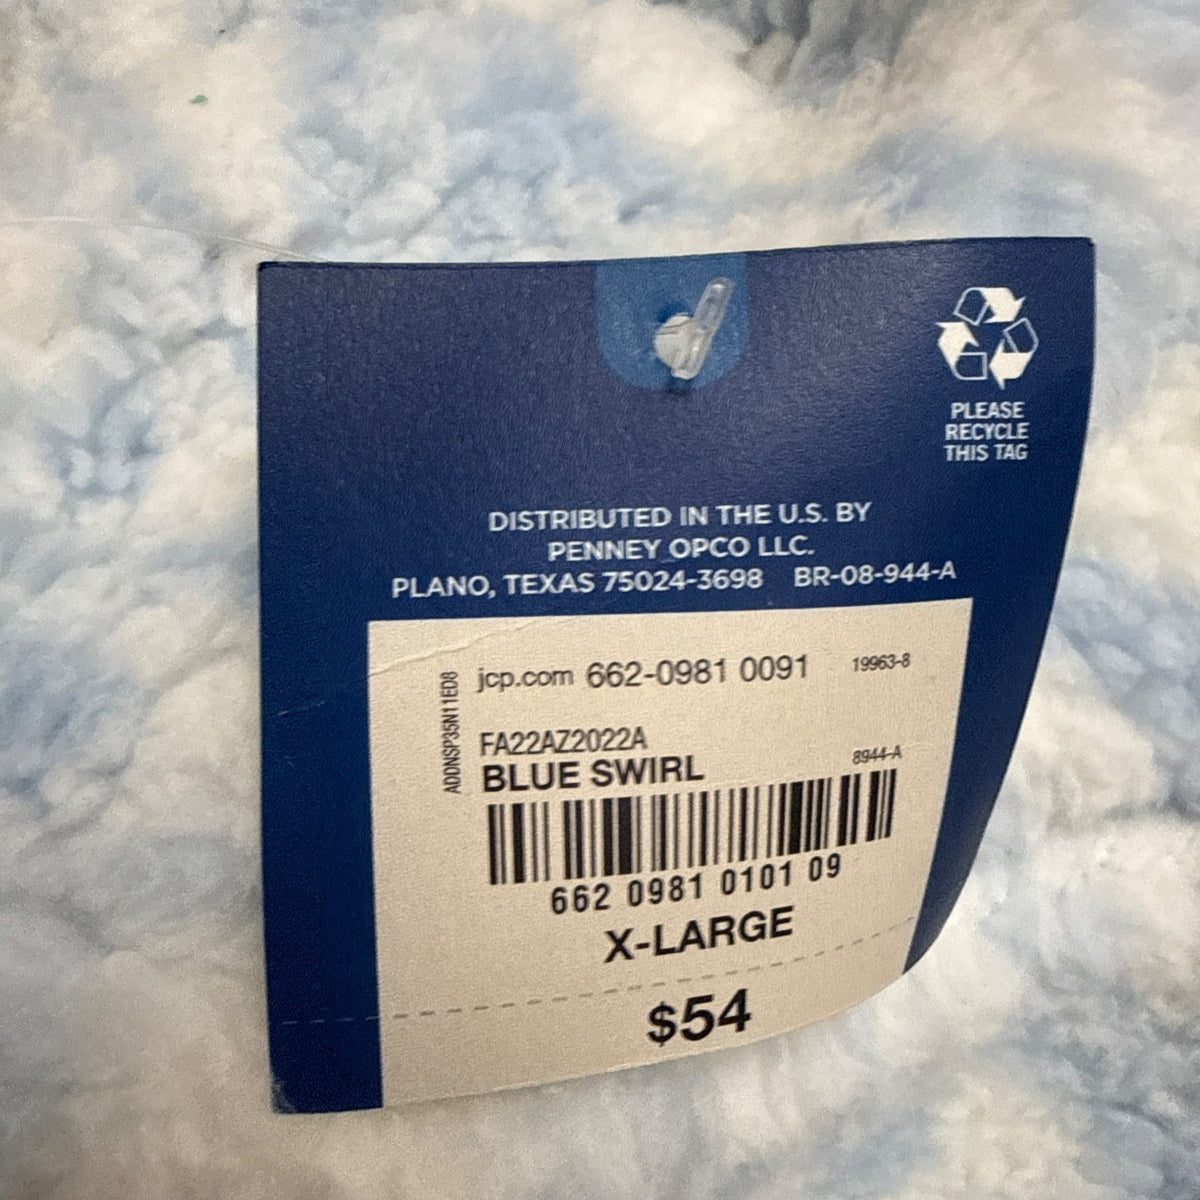 PLEASE
RECYCLE
THIS TAG
DISTRIBUTED IN THE U.S. BY
PENNEY OPCO LLC.
PLANO, TEXAS 75024-3698 BR-08-944-A
jcp.com 662-0981 0091 19963-8
ADDNSP35N11ED8
FA22AZ2022A
BLUE SWIRL 8944-A
662 0981 0101 09
X-LARGE
$54